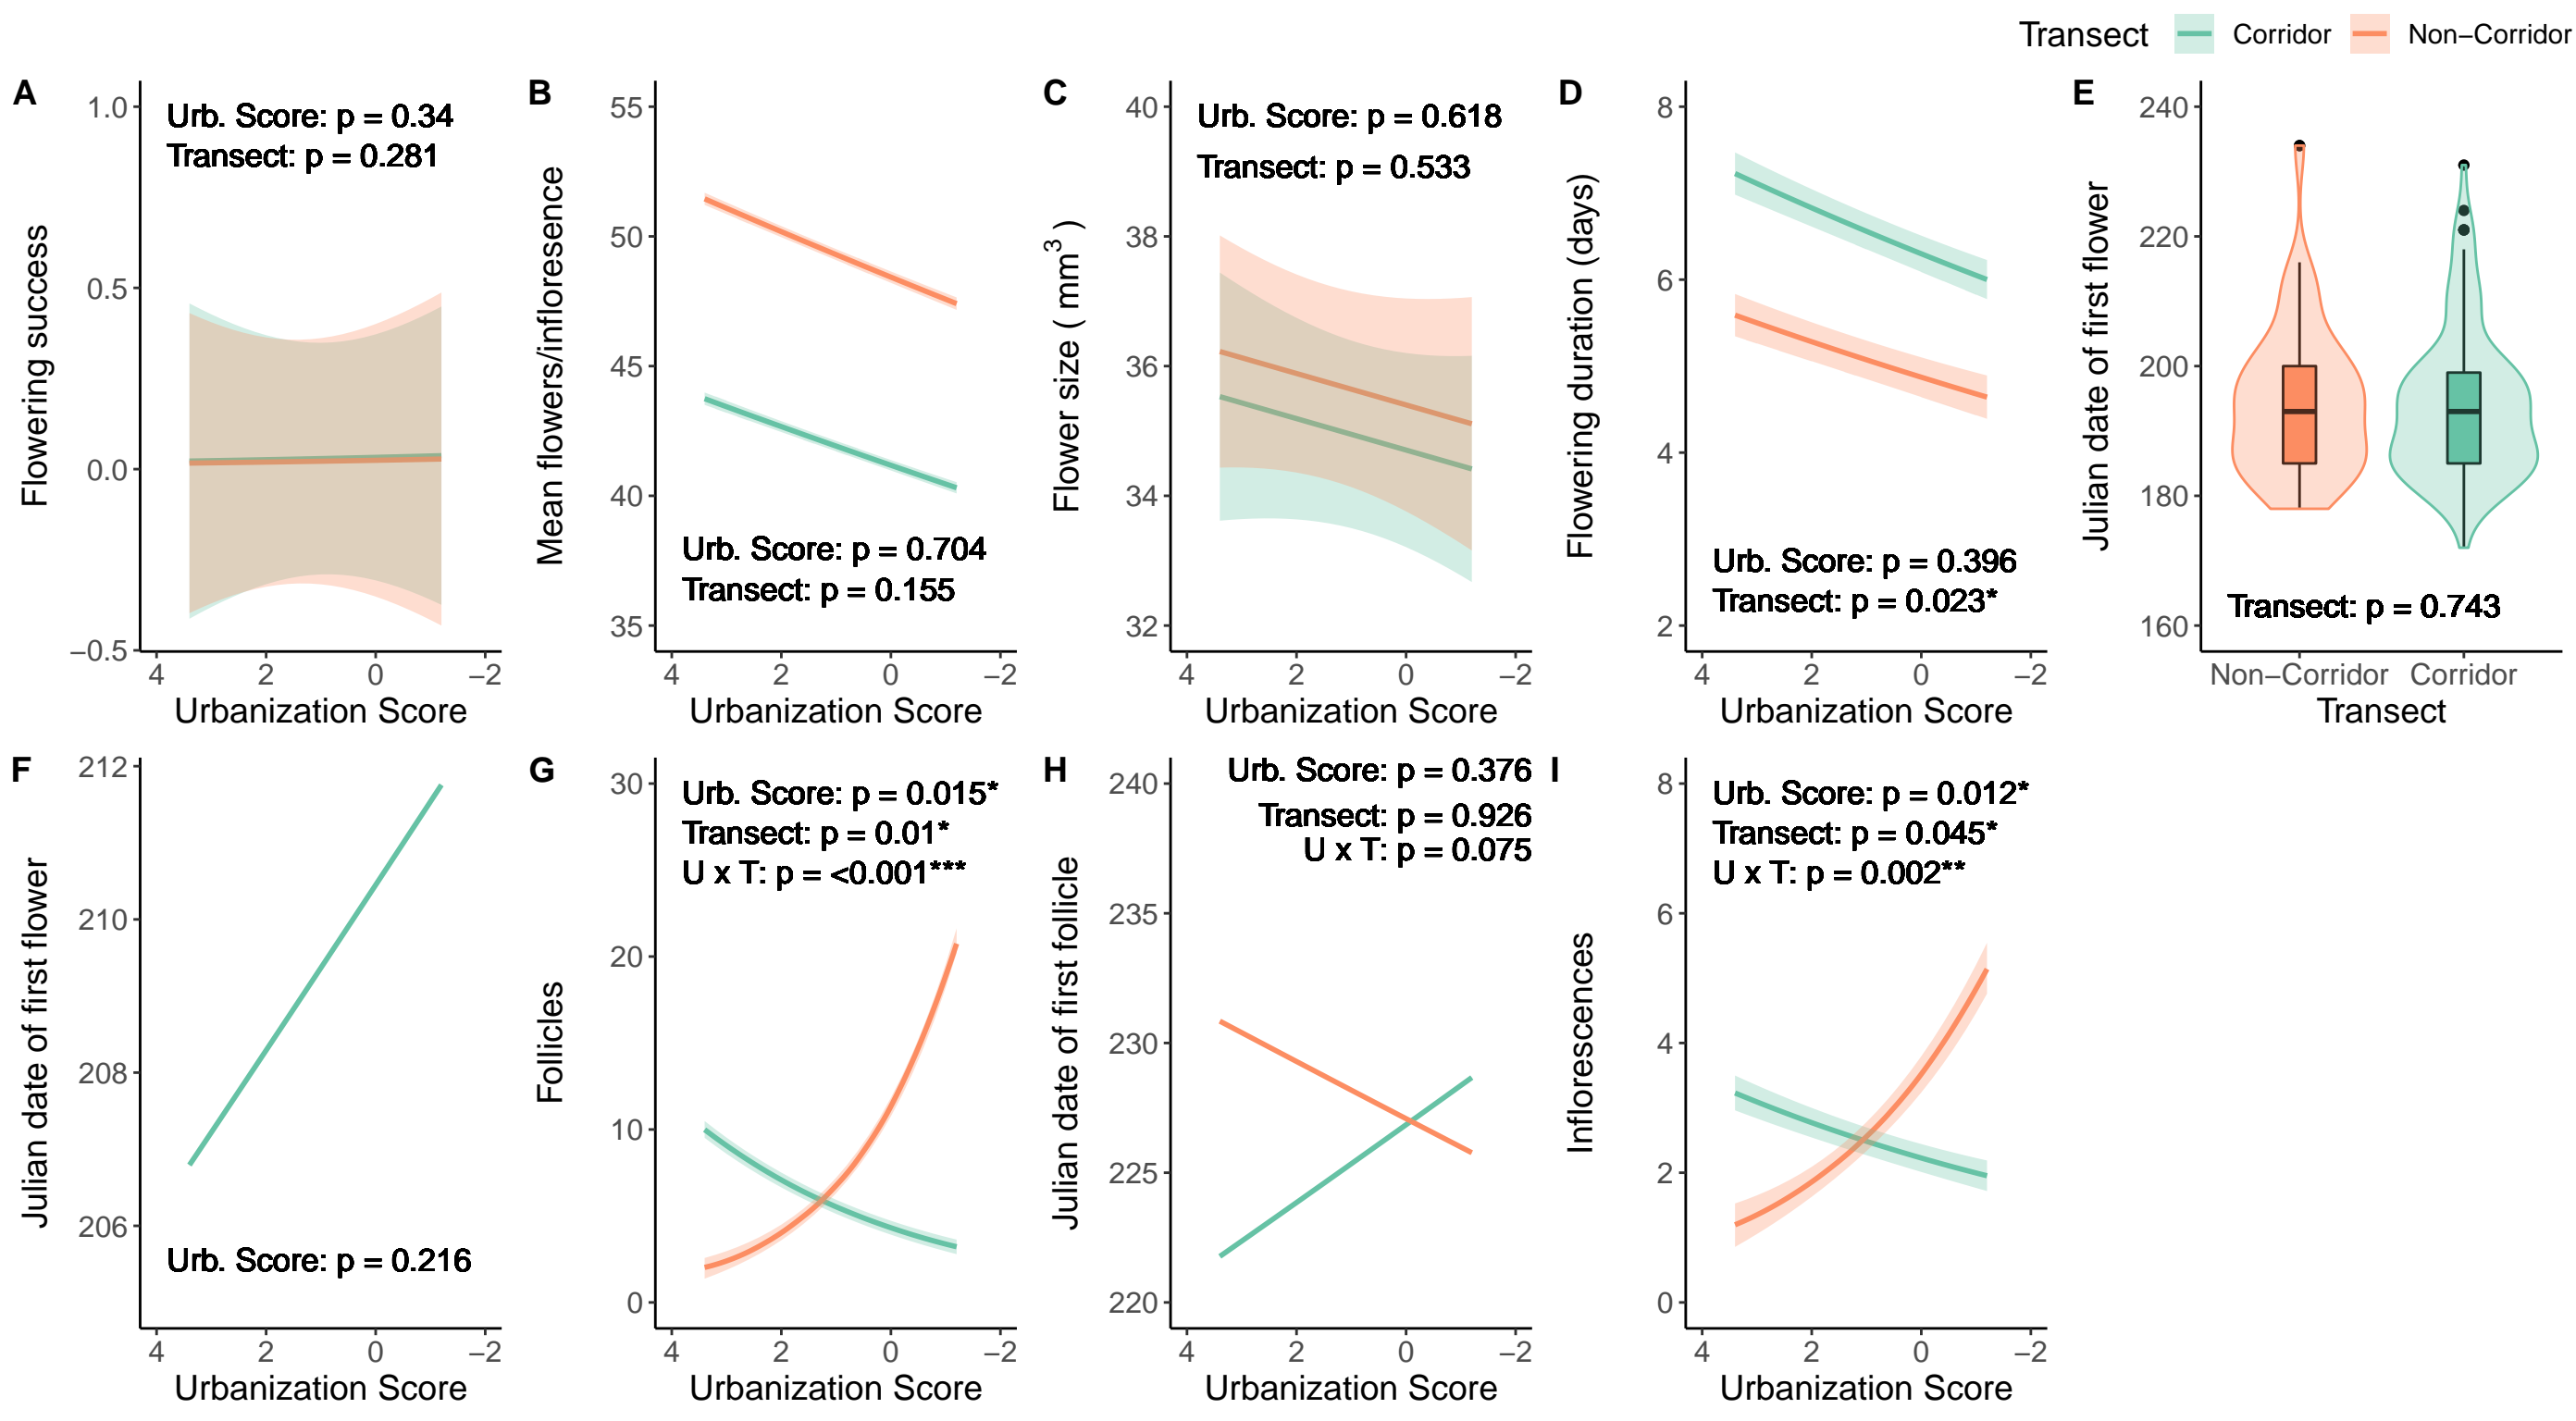 Transect Corridor Non−Corridor
A
1.0
0.5
0.0
−0.5
Flowering success
Urb. Score: p = 0.34
Transect: p = 0.281
4 2 0 −2
Urbanization Score
B
55
50
45
40
35
Mean flowers/infloresence
Urb. Score: p = 0.704
Transect: p = 0.155
4 2 0 −2
Urbanization Score
C
40
38
36
34
32
Flower size ( mm3 )
Urb. Score: p = 0.618
Transect: p = 0.533
4 2 0 −2
Urbanization Score
D
8
6
4
2
Flowering duration (days)
Urb. Score: p = 0.396
Transect: p = 0.023*
4 2 0 −2
Urbanization Score
E
240
220
200
180
160
Julian date of first flower
Transect: p = 0.743
Non−Corridor Corridor
Transect
F
212
210
208
206
Julian date of first flower
Urb. Score: p = 0.216
4 2 0 −2
Urbanization Score
G
30
20
10
0
Follicles
Urb. Score: p = 0.015*
Transect: p = 0.01*
U x T: p = <0.001***
4 2 0 −2
Urbanization Score
H
240
235
230
225
220
Julian date of first follicle
Urb. Score: p = 0.376
Transect: p = 0.926
U x T: p = 0.075
4 2 0 −2
Urbanization Score
I
8
6
4
2
0
Inflorescences
Urb. Score: p = 0.012*
Transect: p = 0.045*
U x T: p = 0.002**
4 2 0 −2
Urbanization Score